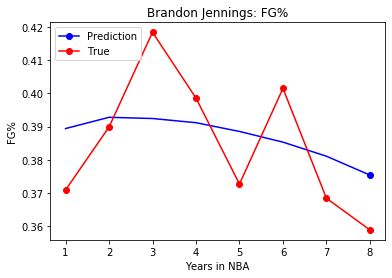 Brandon Jennings: FG%
Prediction
True
FG%
0.42
0.41
0.40
0.39
0.38
0.37
0.36
1 2 3 4 5 6 7 8
Years in NBA